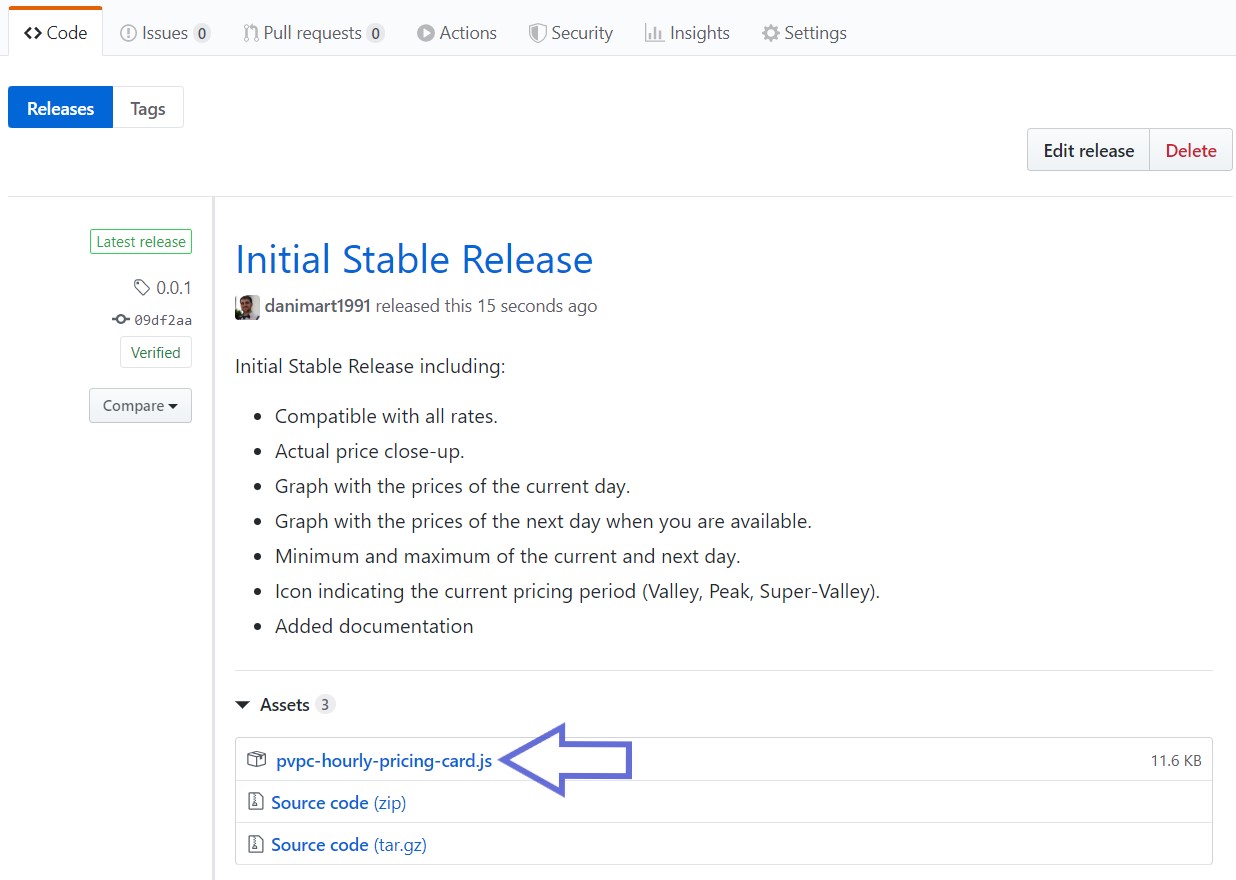 Code Issues 0 Pull requests 0 Actions Security Insights Settings
Releases Tags
Edit release Delete
Latest release
0.0.1
09df2aa
Verified
Compare
Initial Stable Release
danimart1991 released this 15 seconds ago
Initial Stable Release including:
Compatible with all rates.
Actual price close-up.
Graph with the prices of the current day.
Graph with the prices of the next day when you are available.
Minimum and maximum of the current and next day.
Icon indicating the current pricing period (Valley, Peak, Super-Valley).
Added documentation
Assets 3
pvpc-hourly-pricing-card.js 11.6 KB
Source code (zip)
Source code (tar.gz)